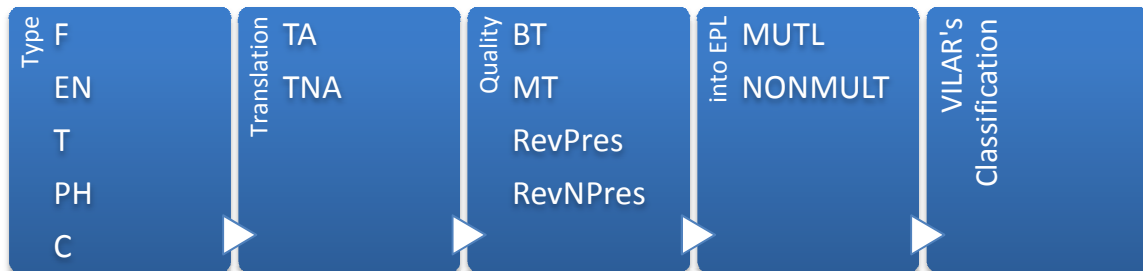 Type
F
EN
T
PH
C
Translation
TA
TNA
Quality
BT
MT
RevPres
RevNPres
into EPL
MUTL
NONMULT
VILAR's
Classification